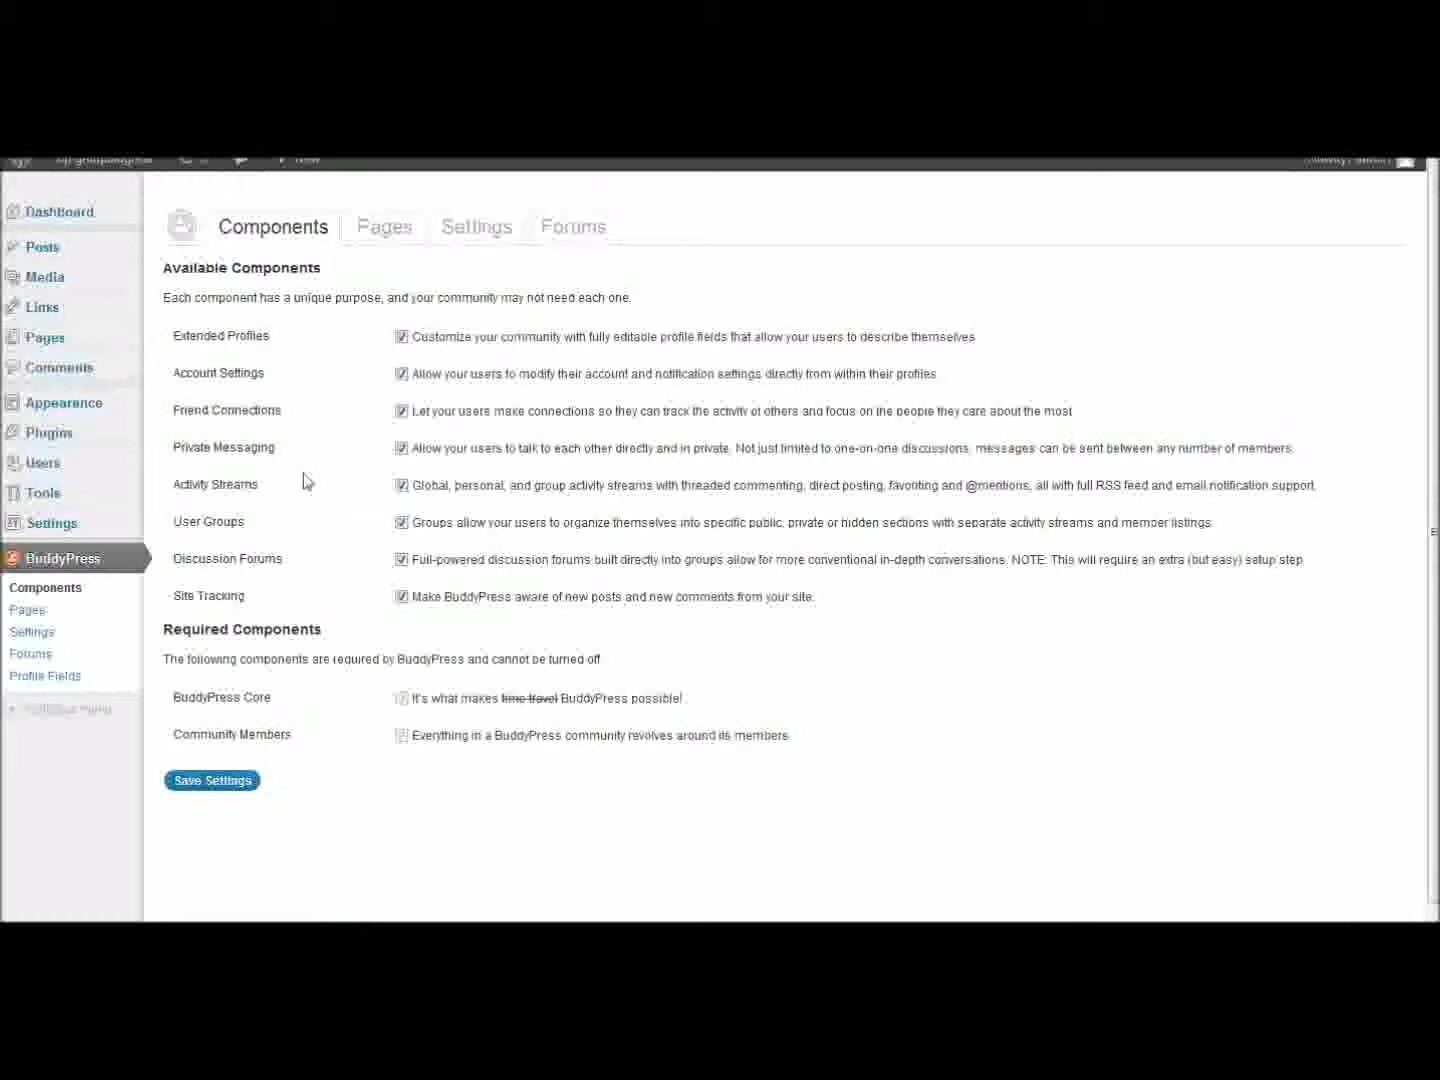 New
Dashboard
Posts
Media
Links
Pages
Comments
Appearance
Plugins
Users
Tools
Settings
BuddyPress
Components
Pages
Settings
Forums
Profile Fields
Components Pages Settings Forums
Available Components
Each component has a unique purpose, and your community may not need each one.
Extended Profiles Customize your community with fully editable profile fields that allow your users to describe themselves
Account Settings Allow your users to modify their account and notification settings directly from within their profiles.
Friend Connections Let your users make connections so they can track the activity of others and focus on the people they care about the most
Private Messaging Allow your users to talk to each other directly and in private. Not just limited to one-on-one discussions, messages can be sent between any number of members.
Activity Streams Global, personal, and group activity streams with threaded commenting, direct posting, favoriting and @mentions, all with full RSS feed and email notification support.
User Groups Groups allow your users to organize themselves into specific public, private or hidden sections with separate activity streams and member listings.
Discussion Forums Full-powered discussion forums built directly into groups allow for more conventional in-depth conversations. NOTE: This will require an extra (but easy) setup step
Site Tracking Make BuddyPress aware of new posts and new comments from your site.
Required Components
The following components are required by BuddyPress and cannot be turned off
BuddyPress Core It's what makes time travel BuddyPress possible!
Community Members Everything in a BuddyPress community revolves around its members
Save Settings